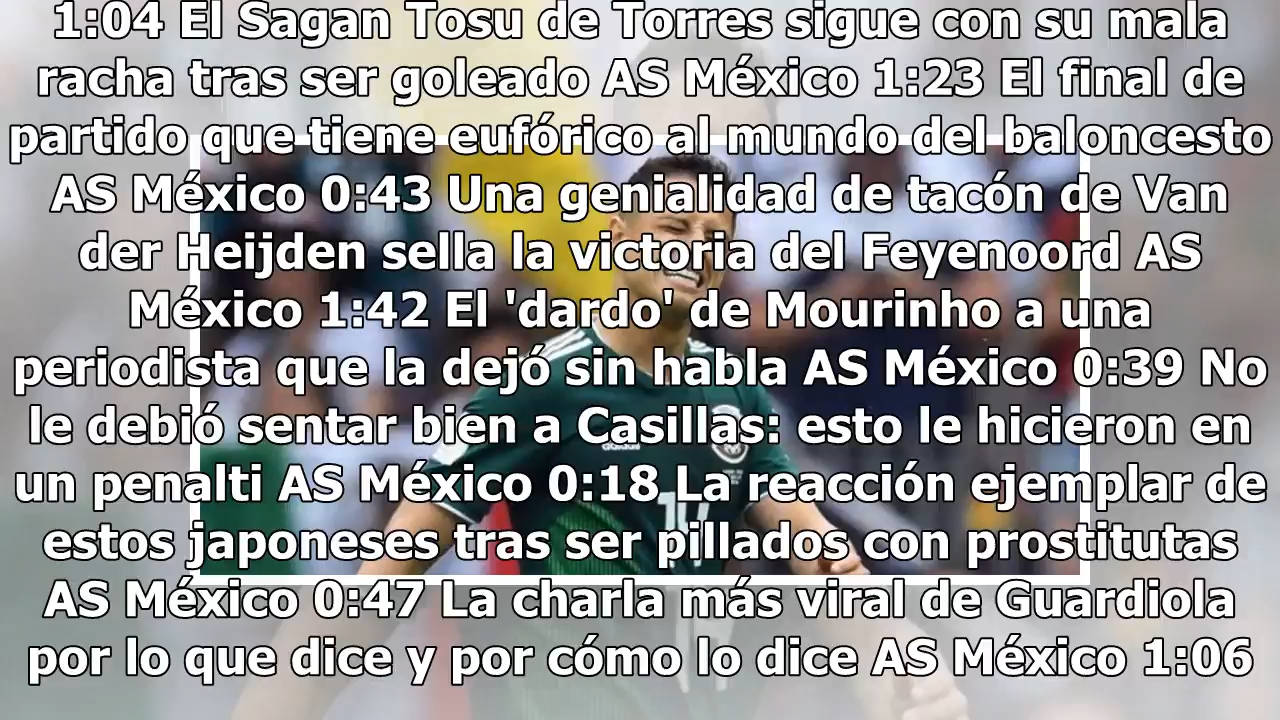 1:04 El Sagan Tosu de Torres sigue con su mala
racha tras ser goleado AS México 1:23 El final de
partido que tiene eufórico al mundo del baloncesto
AS México 0:43 Una genialidad de tacón de Van
der Heijden sella la victoria del Feyenoord AS
México 1:42 El 'dardo' de Mourinho a una
periodista que la dejó sin habla AS México 0:39 No
le debió sentar bien a Casillas: esto le hicieron en
un penalti AS México 0:18 La reacción ejemplar de
estos japoneses tras ser pillados con prostitutas
AS México 0:47 La charla más viral de Guardiola
por lo que dice y por cómo lo dice AS México 1:06
adidas
14